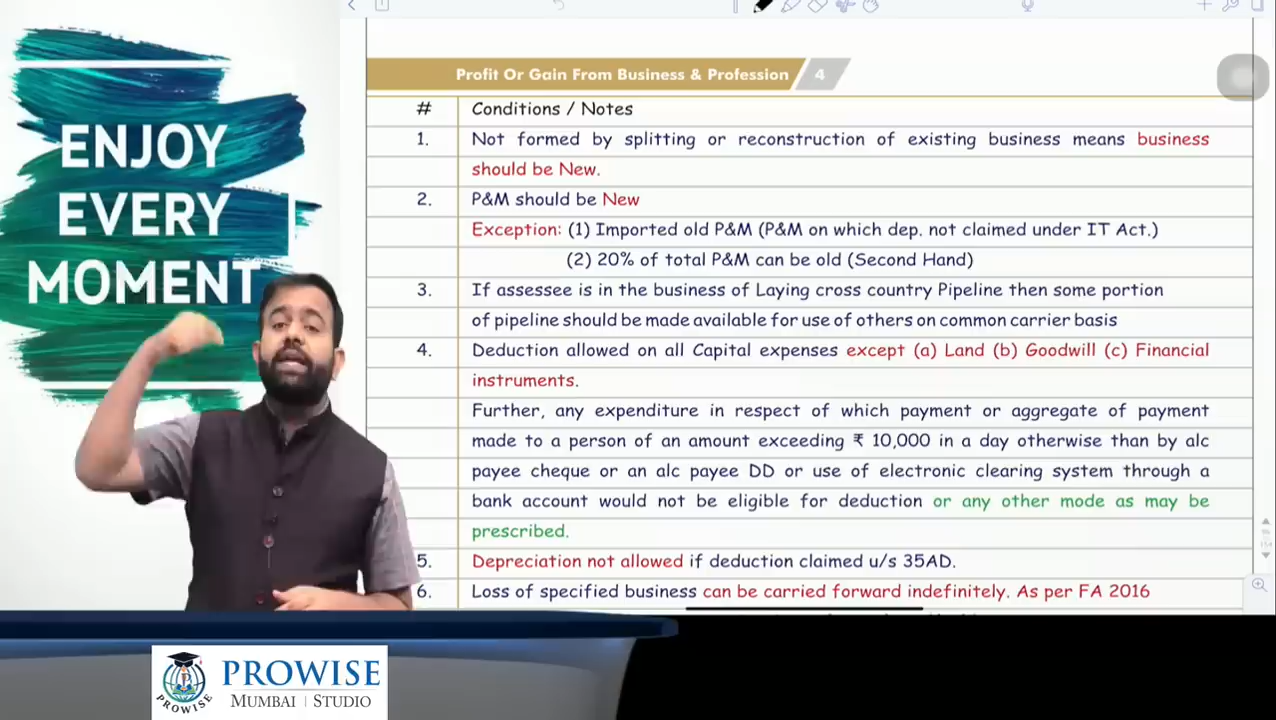 ENJOY
EVERY
MOMENT
Profit Or Gain From Business & Profession 4
# Conditions / Notes
1. Not formed by splitting or reconstruction of existing business means business
should be New.
2. P&M should be New
Exception: (1) Imported old P&M (P&M on which dep. not claimed under IT Act.)
(2) 20% of total P&M can be old (Second Hand)
3. If assessee is in the business of Laying cross country Pipeline then some portion
of pipeline should be made available for use of others on common carrier basis
4. Deduction allowed on all Capital expenses except (a) Land (b) Goodwill (c) Financial
instruments.
Further, any expenditure in respect of which payment or aggregate of payment
made to a person of an amount exceeding ₹ 10,000 in a day otherwise than by alc
payee cheque or an alc payee DD or use of electronic clearing system through a
bank account would not be eligible for deduction or any other mode as may be
prescribed.
5. Depreciation not allowed if deduction claimed u/s 35AD.
6. Loss of specified business can be carried forward indefinitely. As per FA 2016
PROWISE
PROWISE
MUMBAI | STUDIO